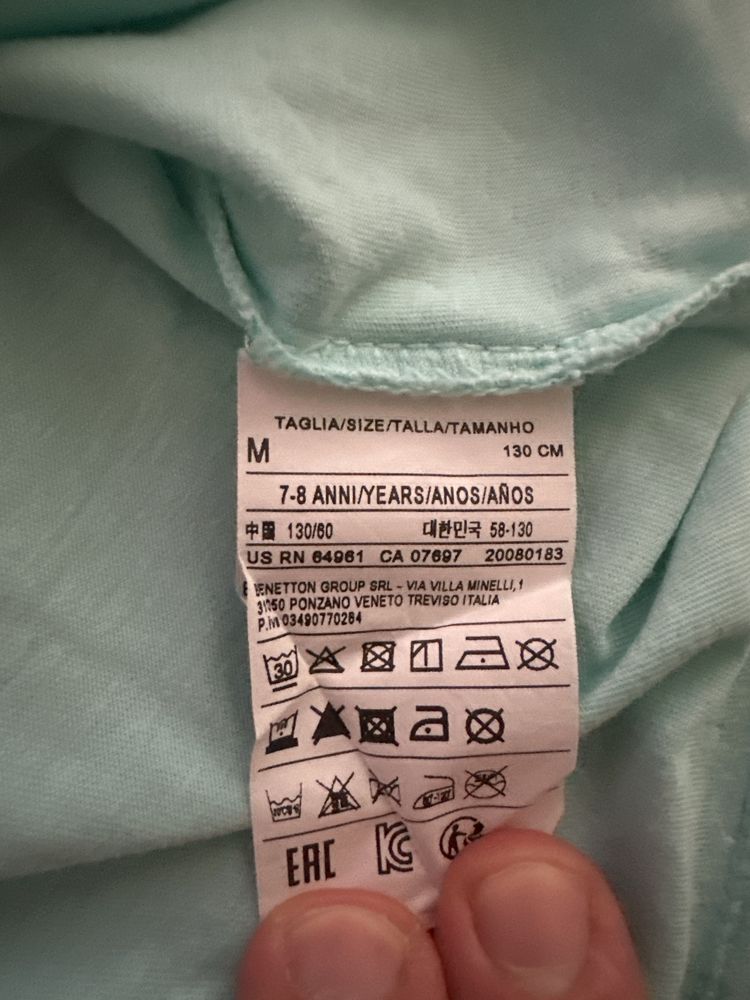 TAGLIA/SIZE/TALLA/TAMANHO
M 130 CM
7-8 ANNI/YEARS/ANOS/AÑOS
中国 130/60 대한민국 58-130
US RN 64961 CA 07697 20080183
BENETTON GROUP SRL - VIA VILLA MINELLI,1
31050 PONZANO VENETO TREVISO ITALIA
03490770264
30
EAC